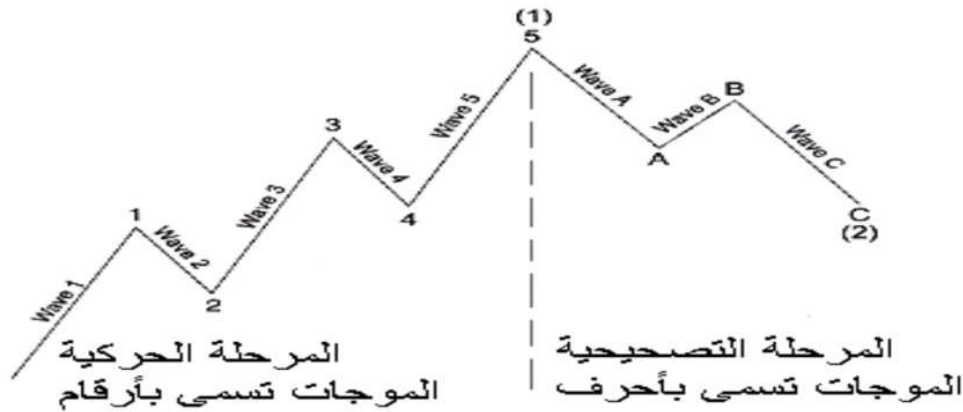 (1)
5
Wave A
B
Wave B
Wave C
Wave 5
3
Wave 4
A
Wave 3
4
C
(2)
1
Wave 2
2
Wave 1
المرحلة الحركية
الموجات تسمى بأرقام
المرحلة التصحيحية
الموجات تسمى بأحرف